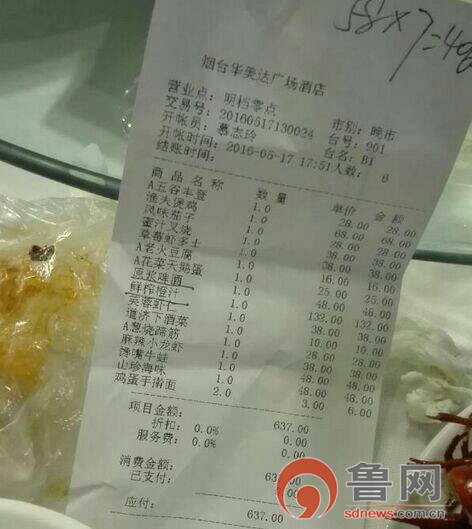 58×7=40
烟台华美达广场酒店
营业点：明档零点 市别：晚市
交易号：20160517130024 台号：901
开帐员：慕志玲 台名：B1
开帐时间：2016-05-17 17:51 人数：6
结账时间：
商品名称 数量 单价 金额
A五谷丰登 1.0 28.00 28.00
渔夫煲鸡 1.0 68.00 68.00
风味茄子 1.0 28.00 28.00
蜜汁叉烧 1.0 38.00 38.00
草莓虾多士 1.0 38.00 38.00
A老火豆腐 1.0 16.00 16.00
A花菜天鹅蛋 1.0 25.00 25.00
原浆啤酒 1.0 48.00 48.00
鲜榨橙汁 1.0 132.00 132.00
芙蓉虾仁 1.0 38.00 38.00
道济下酒菜 1.0 10.00 10.00
A葱烧蹄筋 1.0 28.00 28.00
麻辣小龙虾 1.0 38.00 38.00
馋嘴牛蛙 1.0 48.00 48.00
山珍海味 1.0 48.00 48.00
鸡蛋手擀面 2.0 3.00 6.00
项目金额： 637.00
折扣： 0.0% 0.00
服务费： 0.0% 0.00
消费金额： 637.00
已支付：
应付： 637.00
鲁网
sdnews.com.cn